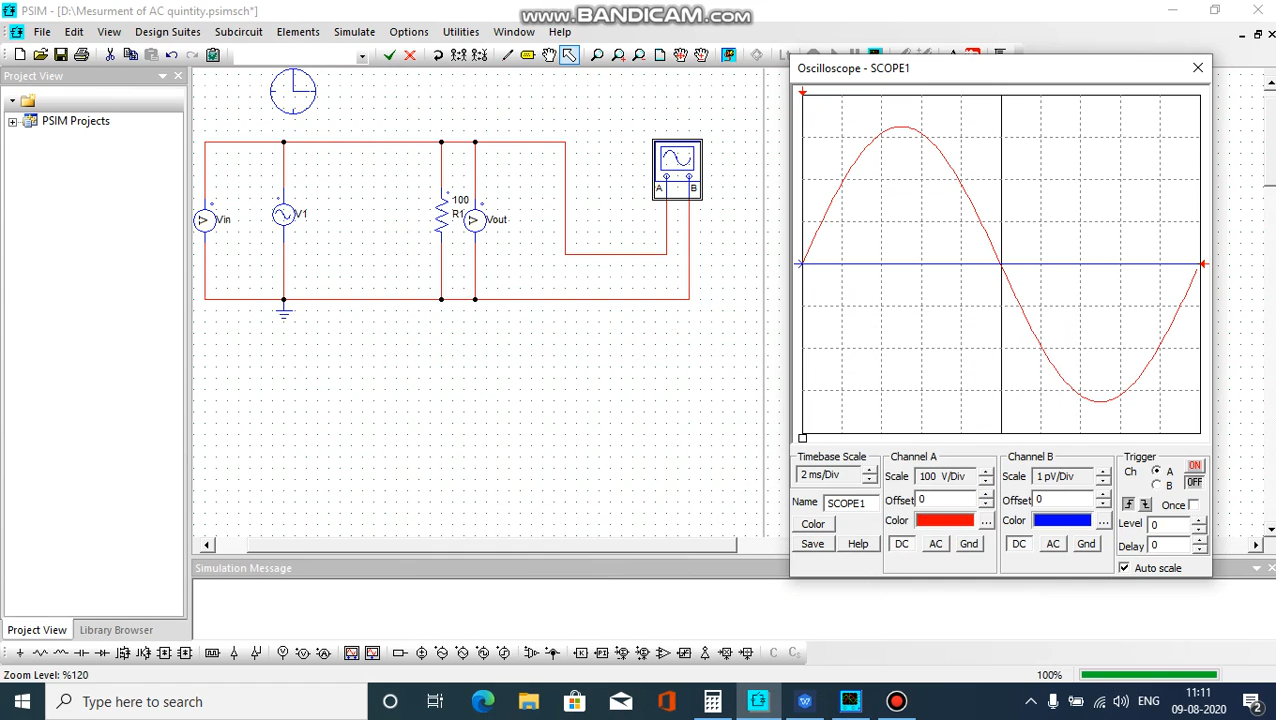 PSIM - [D:\Mesurment of AC quintity.psimsch*]
www.BANDICAM.com
File Edit View Design Suites Subcircuit Elements Simulate Options Utilities Window Help
Project View
PSIM Projects
Vin
V1
100
R1
Vout
A B
Oscilloscope - SCOPE1
Timebase Scale
2 ms/Div
Name SCOPE1
Color
Save Help
Channel A
Scale 100 V/Div
Offset 0
Color ...
DC AC Gnd
Channel B
Scale 1 pV/Div
Offset 0
Color ...
DC AC Gnd
Trigger
Ch A ON
B OFF
Once
Level 0
Delay 0
Auto scale
Simulation Message
Project View Library Browser
Zoom Level: %120
100%
Type here to search
ENG
11:11
09-08-2020
2